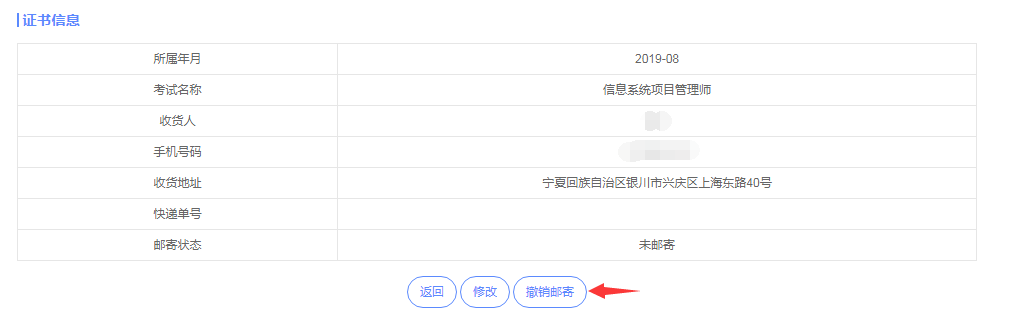 证书信息
所属年月 2019-08
考试名称 信息系统项目管理师
收货人
手机号码
收货地址 宁夏回族自治区银川市兴庆区上海东路40号
快递单号
邮寄状态 未邮寄
返回 修改 撤销邮寄